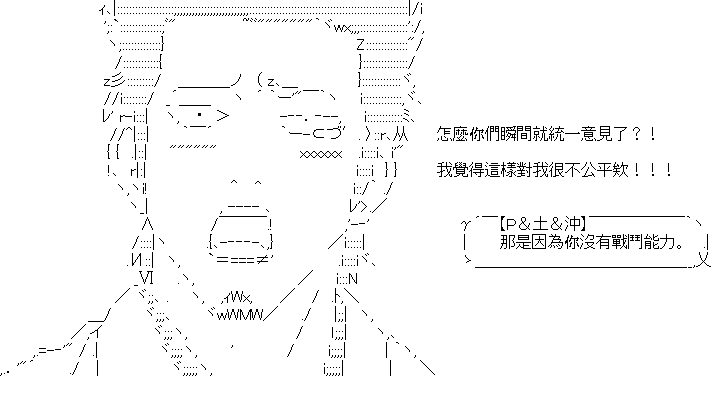 怎麼你們瞬間就統一意見了？！
我覺得這樣對我很不公平欸！！！
【P＆土＆沖】
那是因為你沒有戰鬥能力。